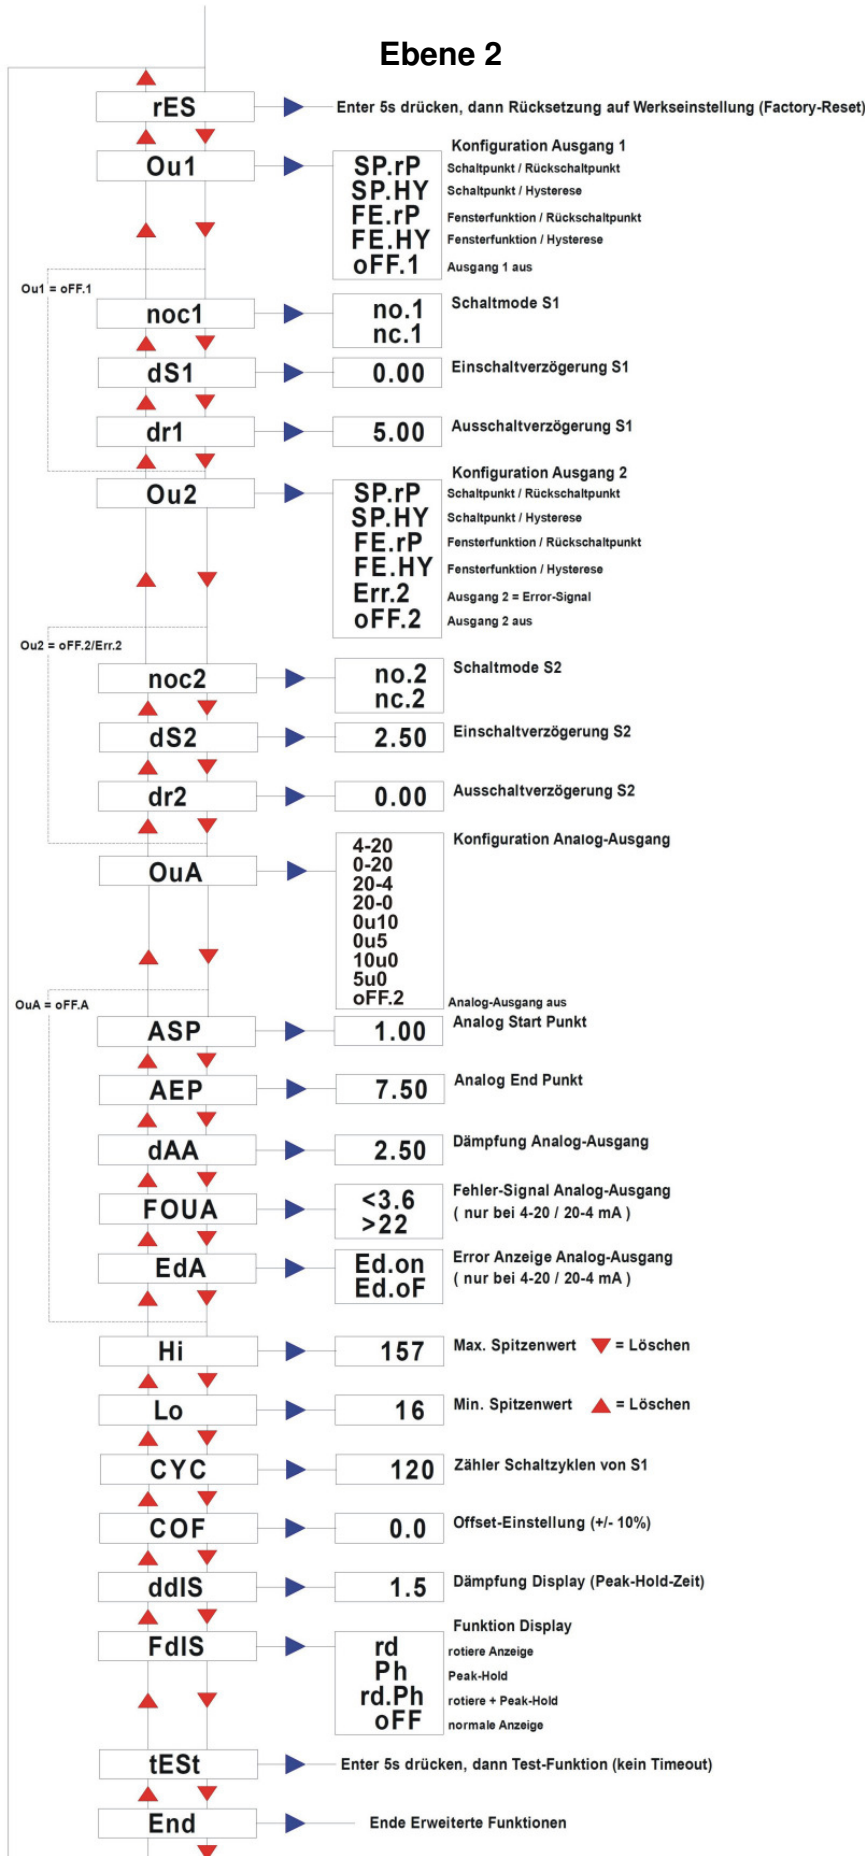 Ebene 2
rES
Enter 5s drücken, dann Rücksetzung auf Werkseinstellung (Factory-Reset)
Ou1
Konfiguration Ausgang 1
SP.rP Schaltpunkt / Rückschaltpunkt
SP.HY Schaltpunkt / Hysterese
FE.rP Fensterfunktion / Rückschaltpunkt
FE.HY Fensterfunktion / Hysterese
oFF.1 Ausgang 1 aus
Ou1 = oFF.1
noc1
no.1
nc.1
Schaltmode S1
dS1 0.00 Einschaltverzögerung S1
dr1 5.00 Ausschaltverzögerung S1
Ou2
Konfiguration Ausgang 2
SP.rP Schaltpunkt / Rückschaltpunkt
SP.HY Schaltpunkt / Hysterese
FE.rP Fensterfunktion / Rückschaltpunkt
FE.HY Fensterfunktion / Hysterese
Err.2 Ausgang 2 = Error-Signal
oFF.2 Ausgang 2 aus
Ou2 = oFF.2/Err.2
noc2
no.2
nc.2
Schaltmode S2
dS2 2.50 Einschaltverzögerung S2
dr2 0.00 Ausschaltverzögerung S2
OuA
Konfiguration Analog-Ausgang
4-20
0-20
20-4
20-0
0u10
0u5
10u0
5u0
oFF.2 Analog-Ausgang aus
OuA = oFF.A
ASP 1.00 Analog Start Punkt
AEP 7.50 Analog End Punkt
dAA 2.50 Dämpfung Analog-Ausgang
FOUA
<3.6
>22
Fehler-Signal Analog-Ausgang
( nur bei 4-20 / 20-4 mA )
EdA
Ed.on
Ed.oF
Error Anzeige Analog-Ausgang
( nur bei 4-20 / 20-4 mA )
Hi 157 Max. Spitzenwert ▼ = Löschen
Lo 16 Min. Spitzenwert ▲ = Löschen
CYC 120 Zähler Schaltzyklen von S1
COF 0.0 Offset-Einstellung (+/- 10%)
ddIS 1.5 Dämpfung Display (Peak-Hold-Zeit)
FdIS
Funktion Display
rd rotiere Anzeige
Ph Peak-Hold
rd.Ph rotiere + Peak-Hold
oFF normale Anzeige
tESt
Enter 5s drücken, dann Test-Funktion (kein Timeout)
End
Ende Erweiterte Funktionen